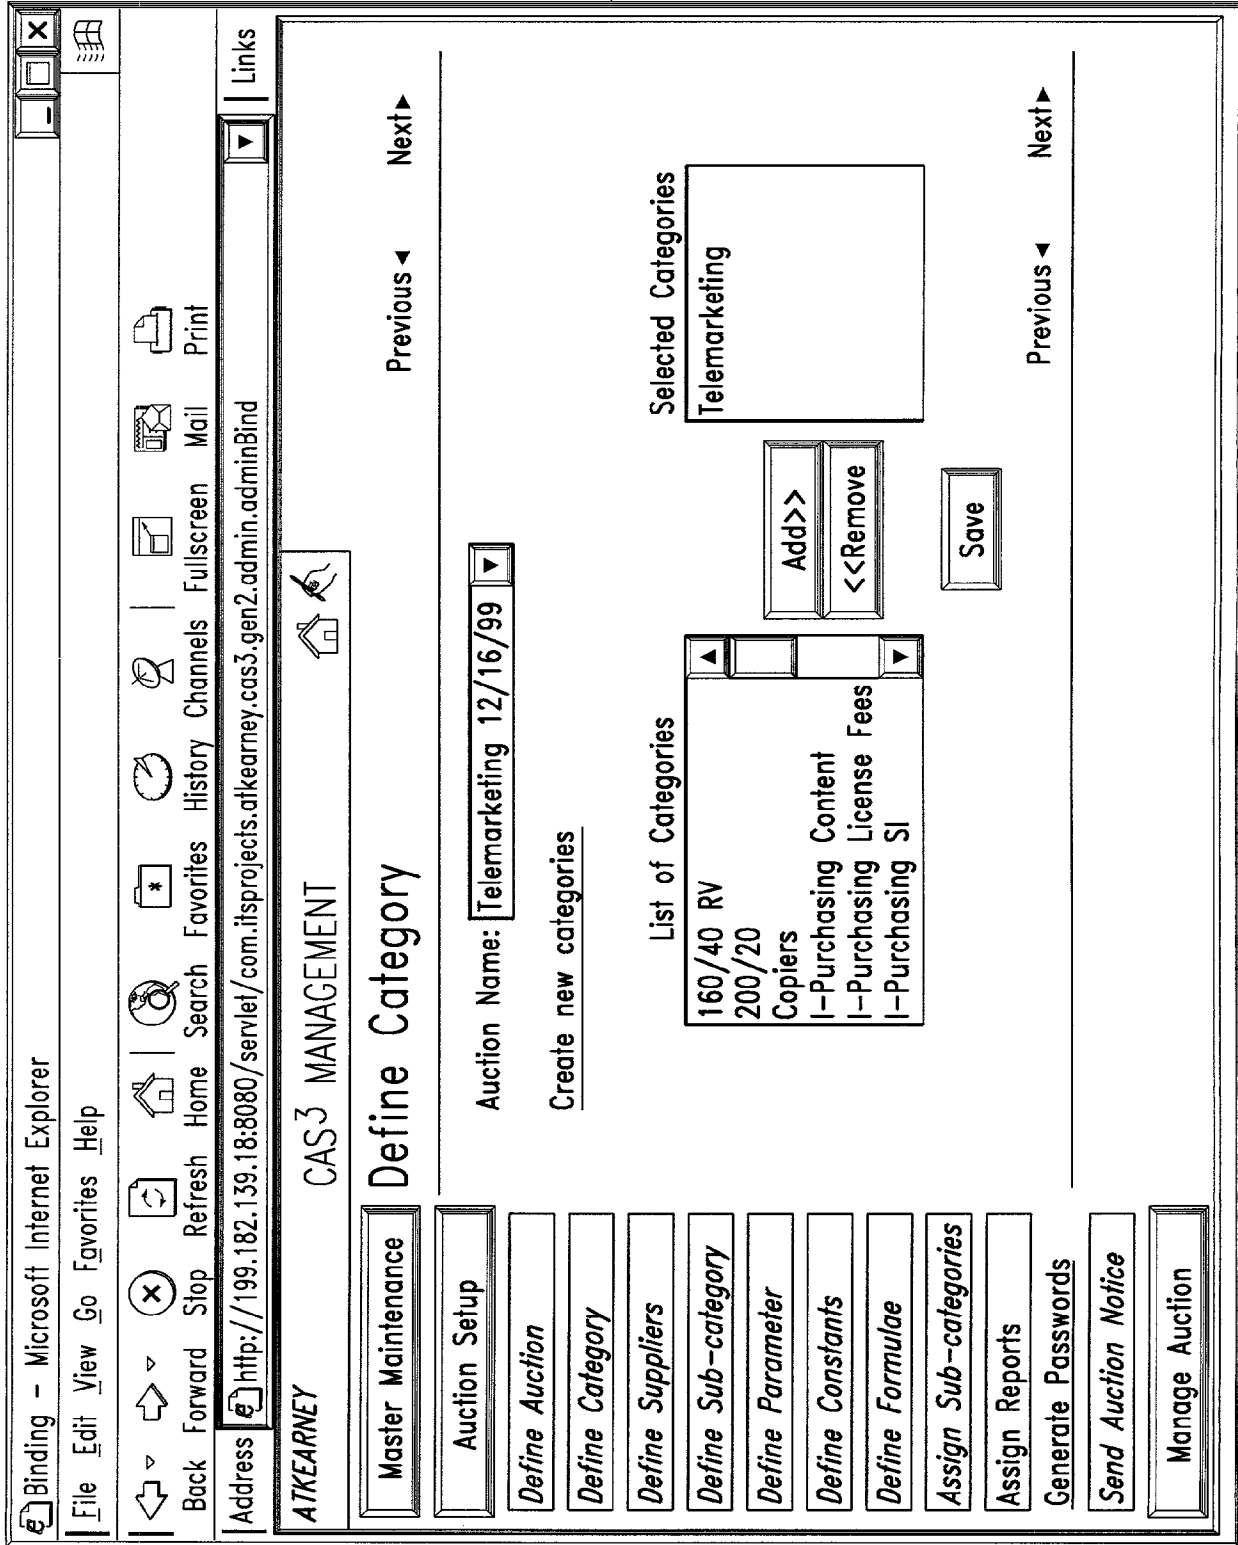 Binding – Microsoft Internet Explorer
File Edit View Go Favorites Help
Back Forward Stop Refresh Home Search Favorites History Channels Fullscreen Mail Print
Address http://199.182.139.18:8080/servlet/com.itsprojects.atkearney.cas3.gen2.admin.adminBind Links
ATKEARNEY CAS3 MANAGEMENT
Master Maintenance
Auction Setup
Define Auction
Define Category
Define Suppliers
Define Sub-category
Define Parameter
Define Constants
Define Formulae
Assign Sub-categories
Assign Reports
Generate Passwords
Send Auction Notice
Manage Auction
Define Category
Previous◄ Next►
Auction Name: Telemarketing 12/16/99
Create new categories
List of Categories
160/40 RV
200/20
Copiers
I-Purchasing Content
I-Purchasing License Fees
I-Purchasing SI
Add>>
<<Remove
Selected Categories
Telemarketing
Save
Previous◄ Next►